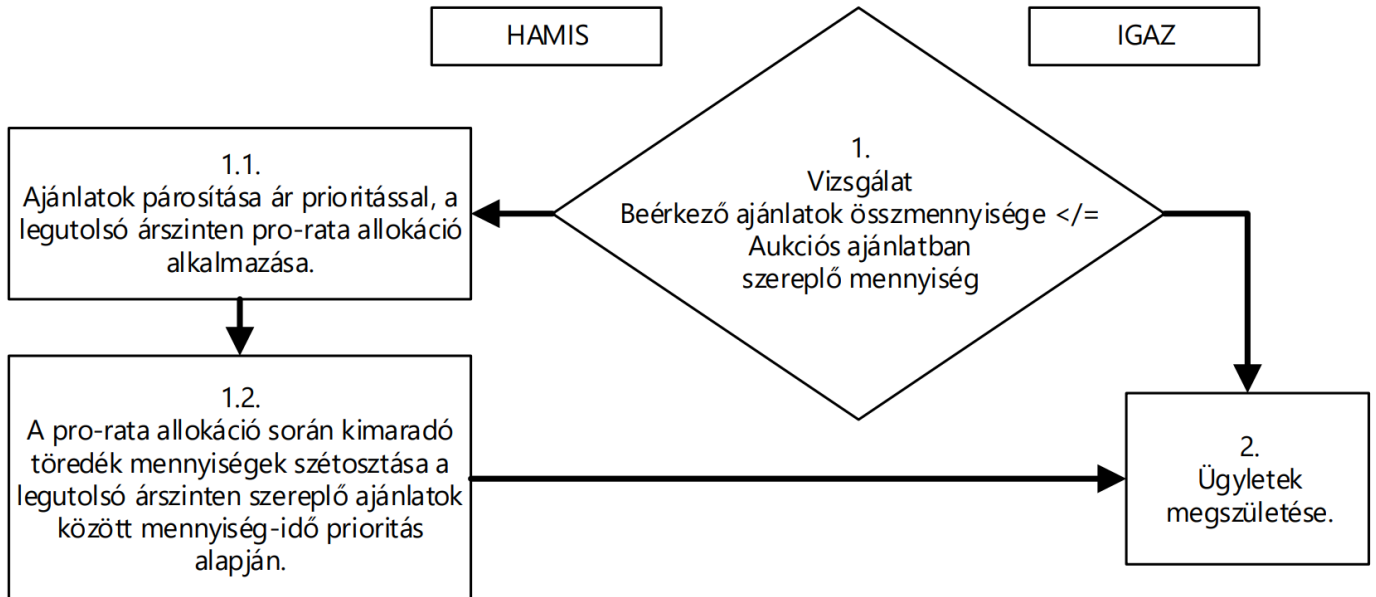 HAMIS
IGAZ
1.
Vizsgálat
Beérkező ajánlatok összmennyisége </=
Aukciós ajánlatban
szereplő mennyiség
1.1.
Ajánlatok párosítása ár prioritással, a
legutolsó árszinten pro-rata allokáció
alkalmazása.
1.2.
A pro-rata allokáció során kimaradó
töredék mennyiségek szétosztása a
legutolsó árszinten szereplő ajánlatok
között mennyiség-idő prioritás
alapján.
2.
Ügyletek
megszületése.